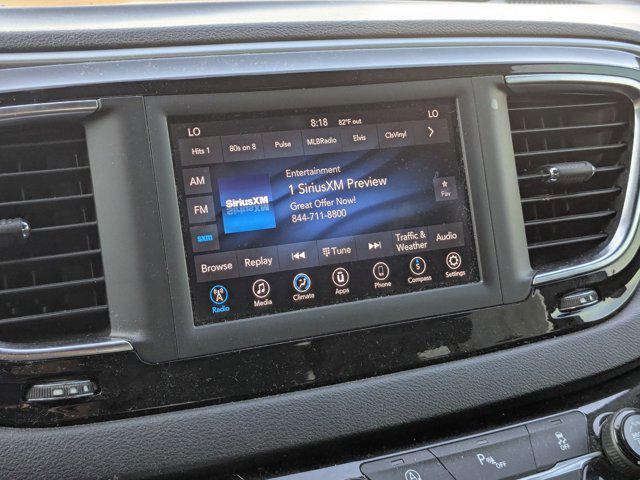 LO 8:18 82°F out LO
Hits 1 80s on 8 Pulse MLBRadio Elvis ClsVinyl
AM
FM
sxm
SiriusXM
Entertainment
1 SiriusXM Preview
Great Offer Now!
844-711-8800
Fav
Browse Replay Tune Traffic & Weather Audio
Radio Media Climate Apps Phone Compass Settings
A
P OFF
OFF